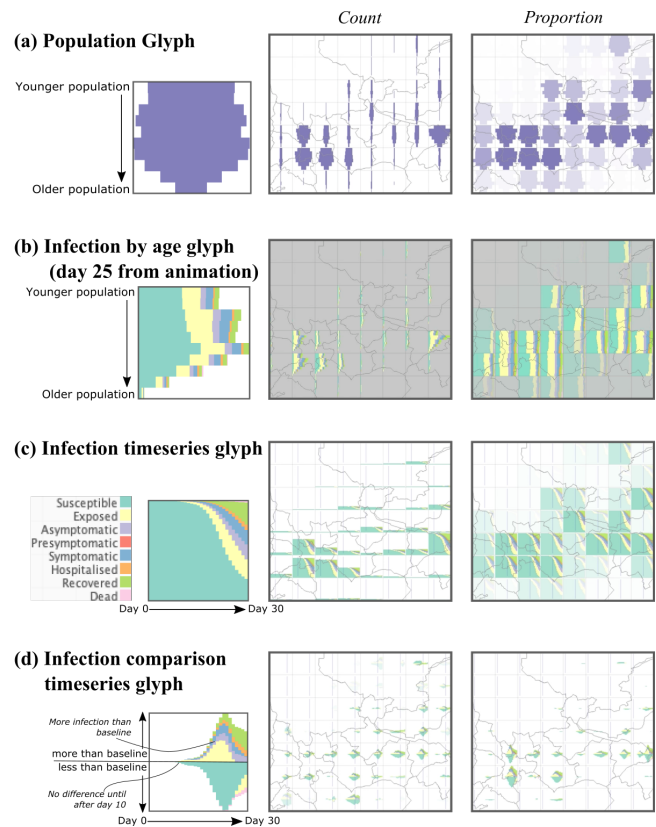 Count
Proportion
(a) Population Glyph
Younger population
Older population
(b) Infection by age glyph
(day 25 from animation)
Younger population
Older population
(c) Infection timeseries glyph
Susceptible
Exposed
Asymptomatic
Presymptomatic
Symptomatic
Hospitalised
Recovered
Dead
Day 0
Day 30
(d) Infection comparison
timeseries glyph
More infection than
baseline
more than baseline
less than baseline
No difference until
after day 10
Day 0
Day 30